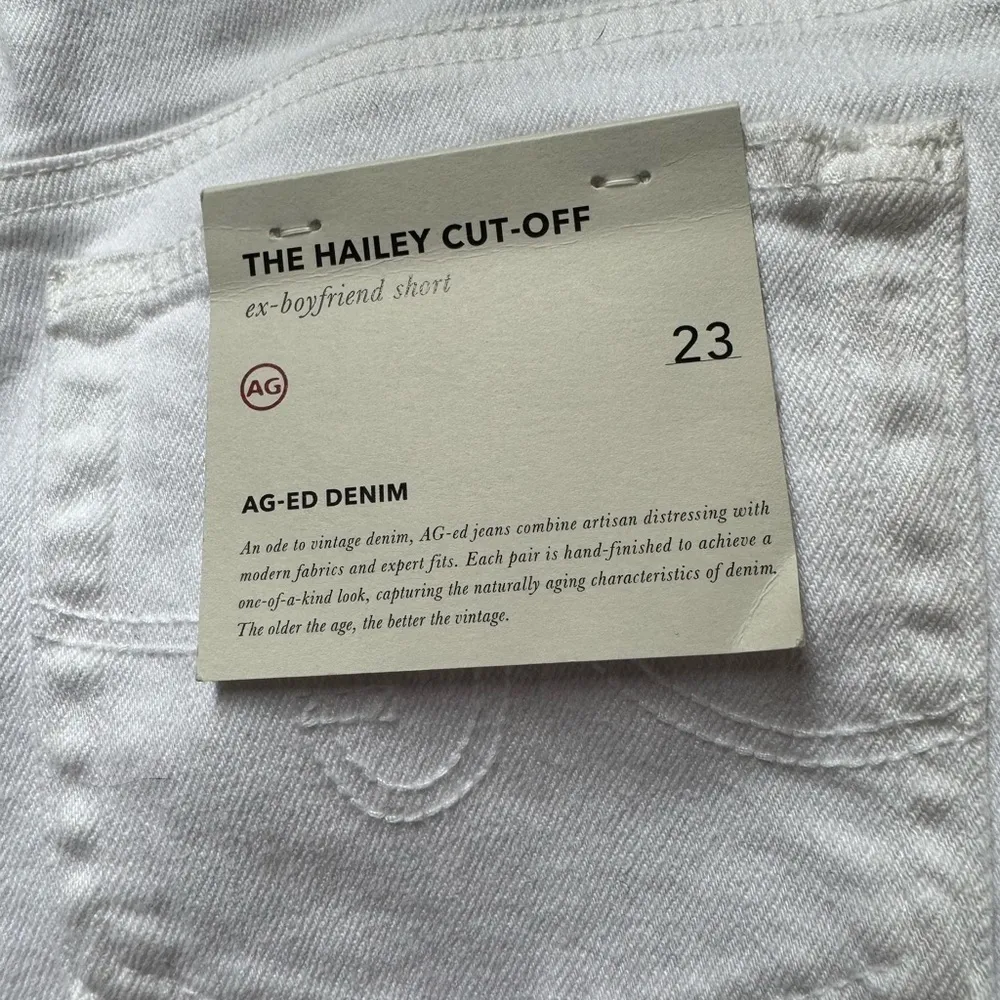 THE HAILEY CUT-OFF
ex-boyfriend short
23
AG
AG-ED DENIM
An ode to vintage denim, AG-ed jeans combine artisan distressing with
modern fabrics and expert fits. Each pair is hand-finished to achieve a
one-of-a-kind look, capturing the naturally aging characteristics of denim.
The older the age, the better the vintage.